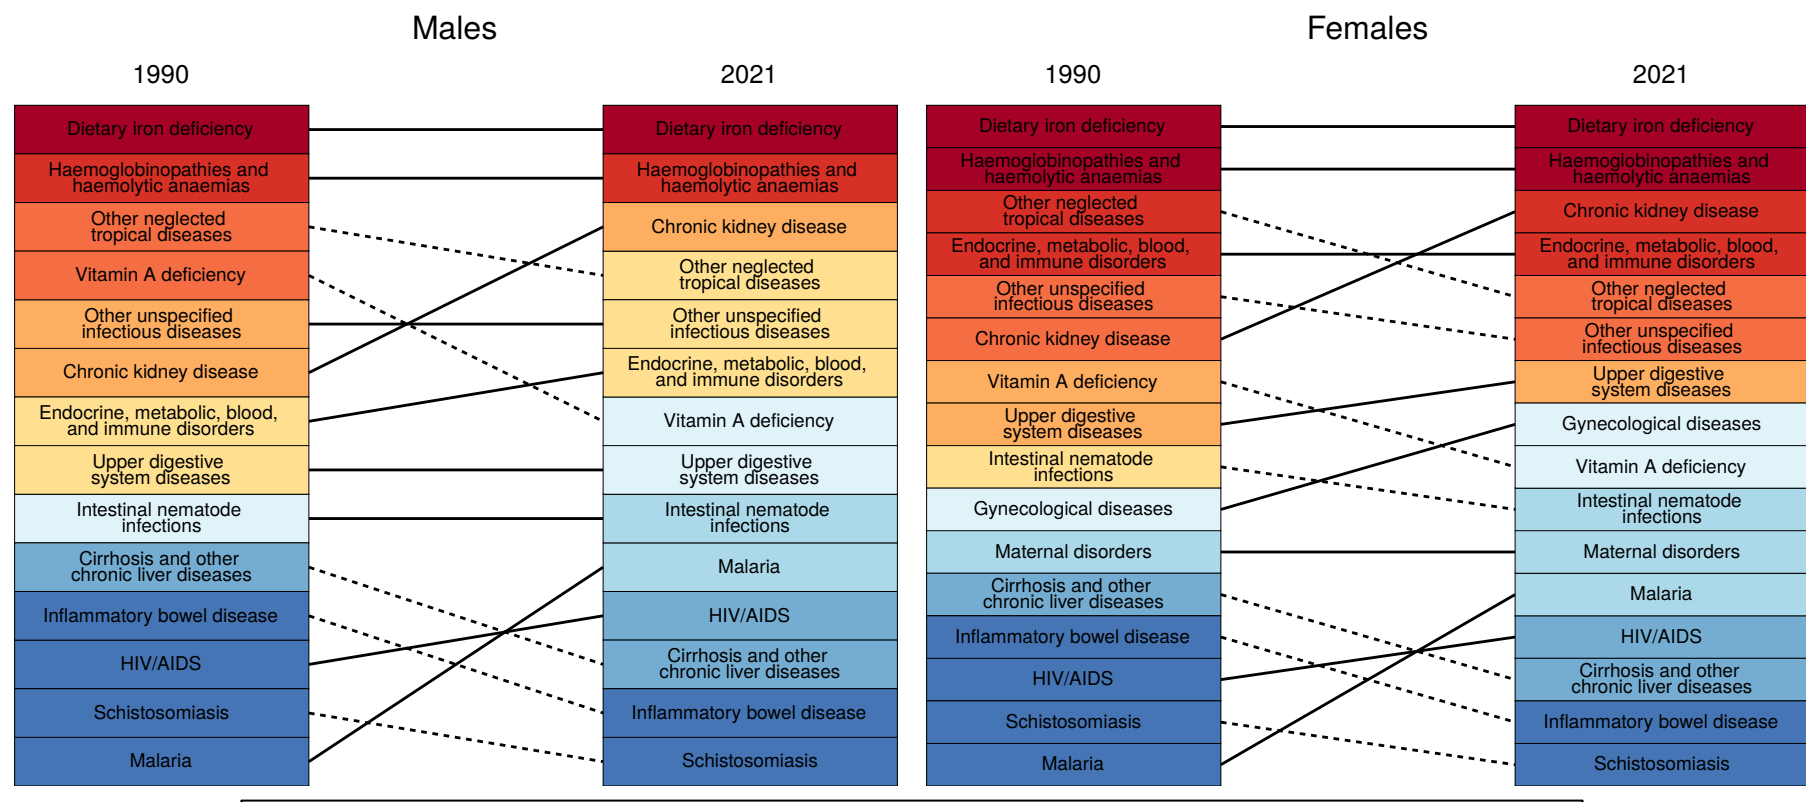 Males
1990
2021
Dietary iron deficiency
Haemoglobinopathies and
haemolytic anaemias
Other neglected
tropical diseases
Vitamin A deficiency
Other unspecified
infectious diseases
Chronic kidney disease
Endocrine, metabolic, blood,
and immune disorders
Upper digestive
system diseases
Intestinal nematode
infections
Cirrhosis and other
chronic liver diseases
Inflammatory bowel disease
HIV/AIDS
Schistosomiasis
Malaria
Dietary iron deficiency
Haemoglobinopathies and
haemolytic anaemias
Chronic kidney disease
Other neglected
tropical diseases
Other unspecified
infectious diseases
Endocrine, metabolic, blood,
and immune disorders
Vitamin A deficiency
Upper digestive
system diseases
Intestinal nematode
infections
Malaria
HIV/AIDS
Cirrhosis and other
chronic liver diseases
Inflammatory bowel disease
Schistosomiasis
Females
1990
2021
Dietary iron deficiency
Haemoglobinopathies and
haemolytic anaemias
Other neglected
tropical diseases
Endocrine, metabolic, blood,
and immune disorders
Other unspecified
infectious diseases
Chronic kidney disease
Vitamin A deficiency
Upper digestive
system diseases
Intestinal nematode
infections
Gynecological diseases
Maternal disorders
Cirrhosis and other
chronic liver diseases
Inflammatory bowel disease
HIV/AIDS
Schistosomiasis
Malaria
Dietary iron deficiency
Haemoglobinopathies and
haemolytic anaemias
Chronic kidney disease
Endocrine, metabolic, blood,
and immune disorders
Other neglected
tropical diseases
Other unspecified
infectious diseases
Upper digestive
system diseases
Gynecological diseases
Vitamin A deficiency
Intestinal nematode
infections
Maternal disorders
Malaria
HIV/AIDS
Cirrhosis and other
chronic liver diseases
Inflammatory bowel disease
Schistosomiasis